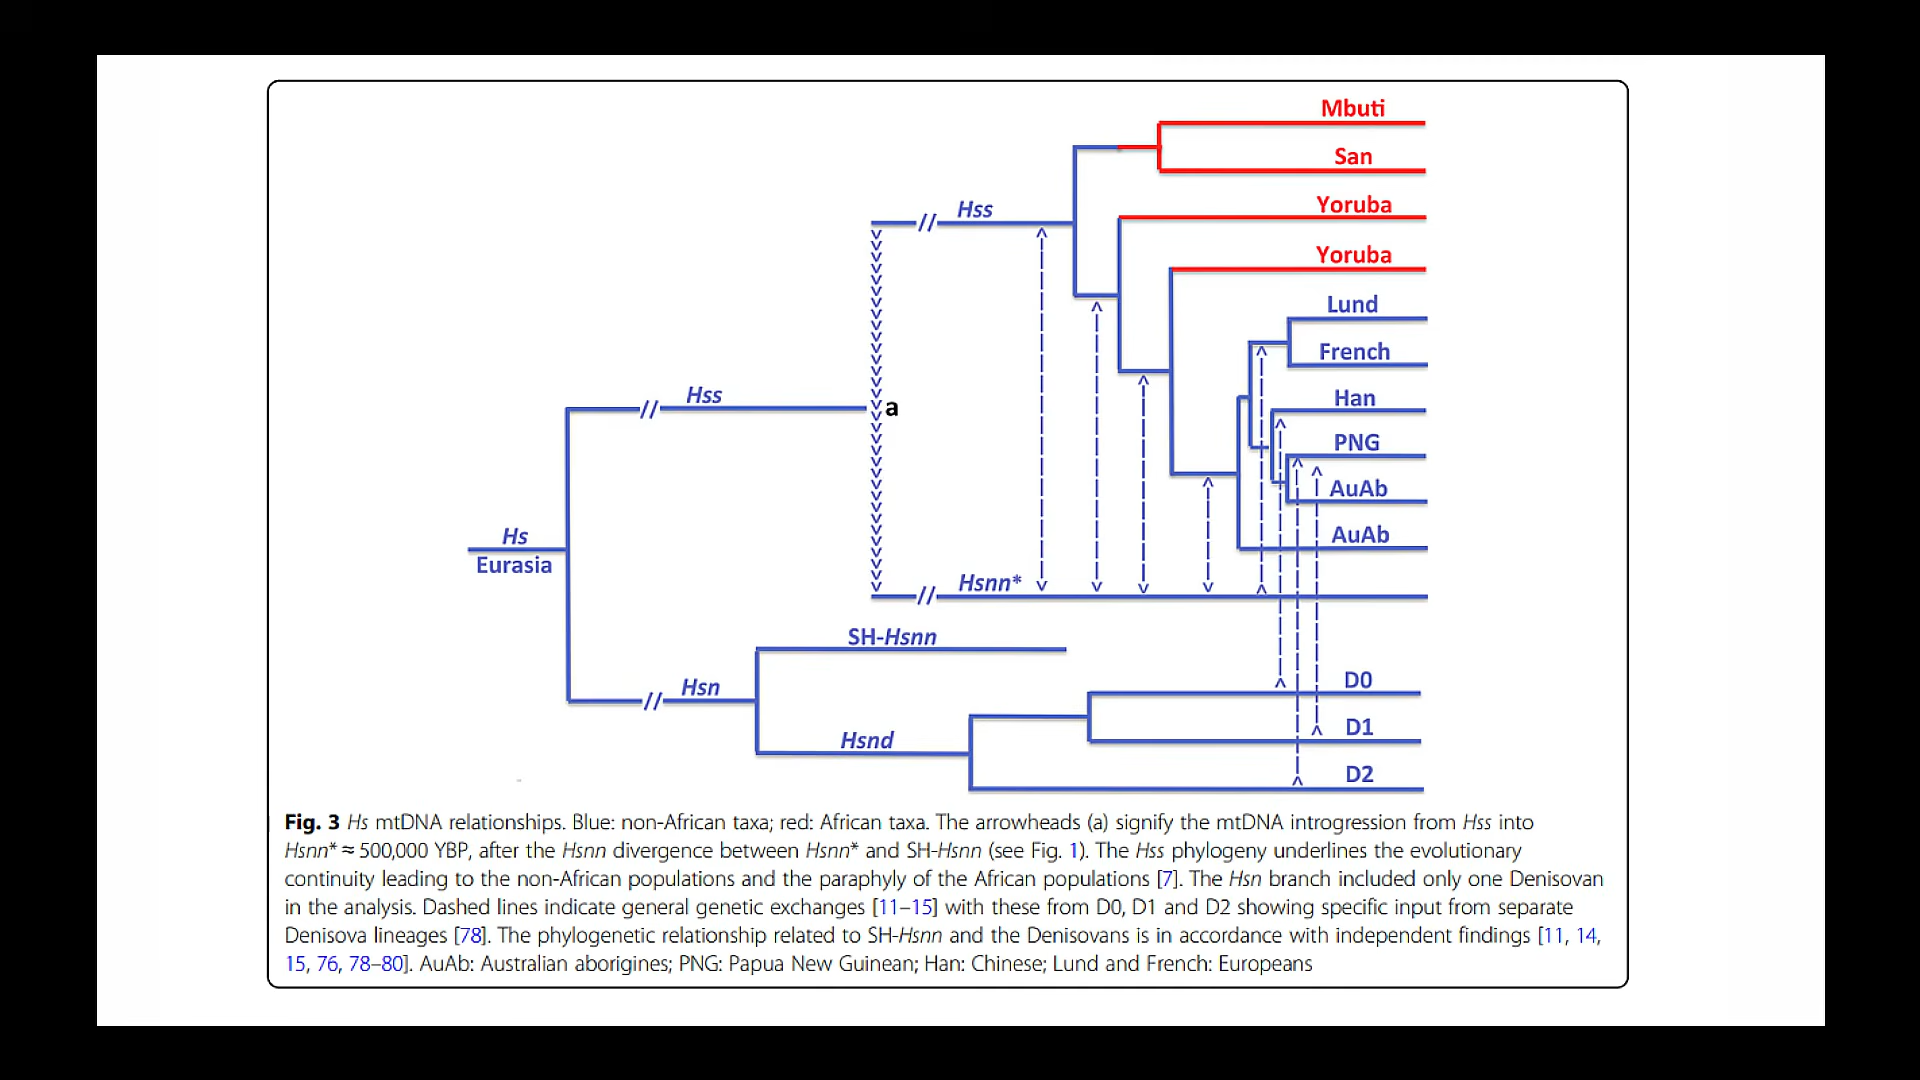 Mbuti
San
Yoruba
Hss
Yoruba
Lund
French
Hss
Han
a
PNG
AuAb
Hs
AuAb
Eurasia
Hsnn*
SH-Hsnn
Hsn
D0
D1
Hsnd
D2
Fig. 3 Hs mtDNA relationships. Blue: non-African taxa; red: African taxa. The arrowheads (a) signify the mtDNA introgression from Hss into
Hsnn* ≈ 500,000 YBP, after the Hsnn divergence between Hsnn* and SH-Hsnn (see Fig. 1). The Hss phylogeny underlines the evolutionary
continuity leading to the non-African populations and the paraphyly of the African populations [7]. The Hsn branch included only one Denisovan
in the analysis. Dashed lines indicate general genetic exchanges [11–15] with these from D0, D1 and D2 showing specific input from separate
Denisova lineages [78]. The phylogenetic relationship related to SH-Hsnn and the Denisovans is in accordance with independent findings [11, 14,
15, 76, 78–80]. AuAb: Australian aborigines; PNG: Papua New Guinean; Han: Chinese; Lund and French: Europeans